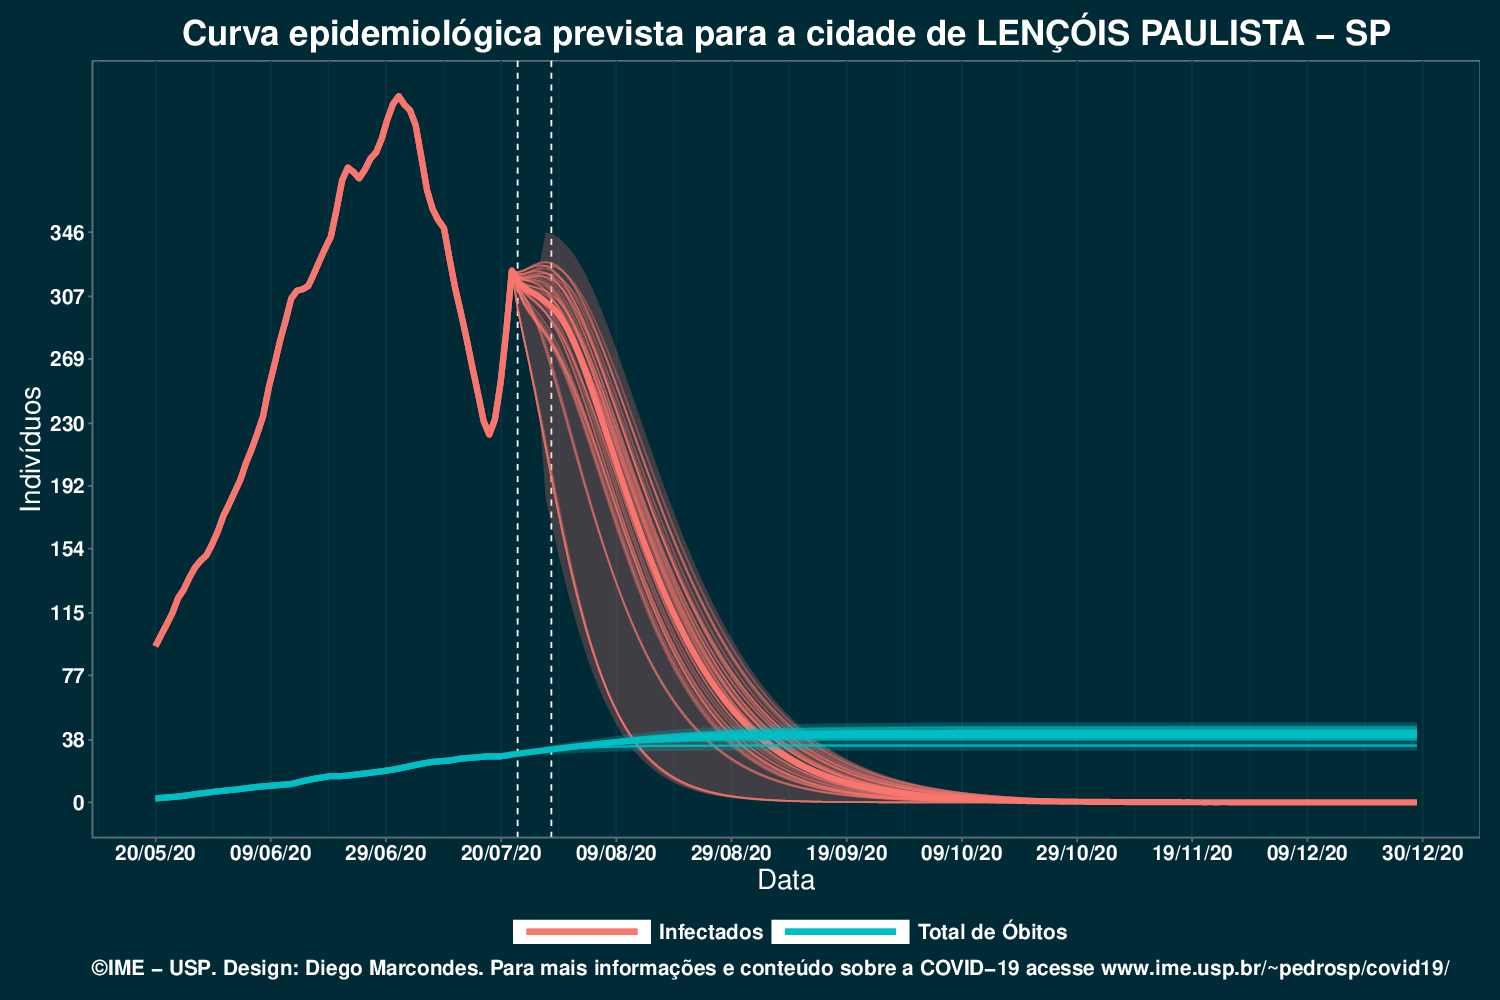 Curva epidemiológica prevista para a cidade de LENÇÓIS PAULISTA – SP
Indivíduos
346
307
269
230
192
154
115
77
38
0
20/05/20 09/06/20 29/06/20 20/07/20 09/08/20 29/08/20 19/09/20 09/10/20 29/10/20 19/11/20 09/12/20 30/12/20
Data
Infectados Total de Óbitos
©IME – USP. Design: Diego Marcondes. Para mais informações e conteúdo sobre a COVID–19 acesse www.ime.usp.br/~pedrosp/covid19/